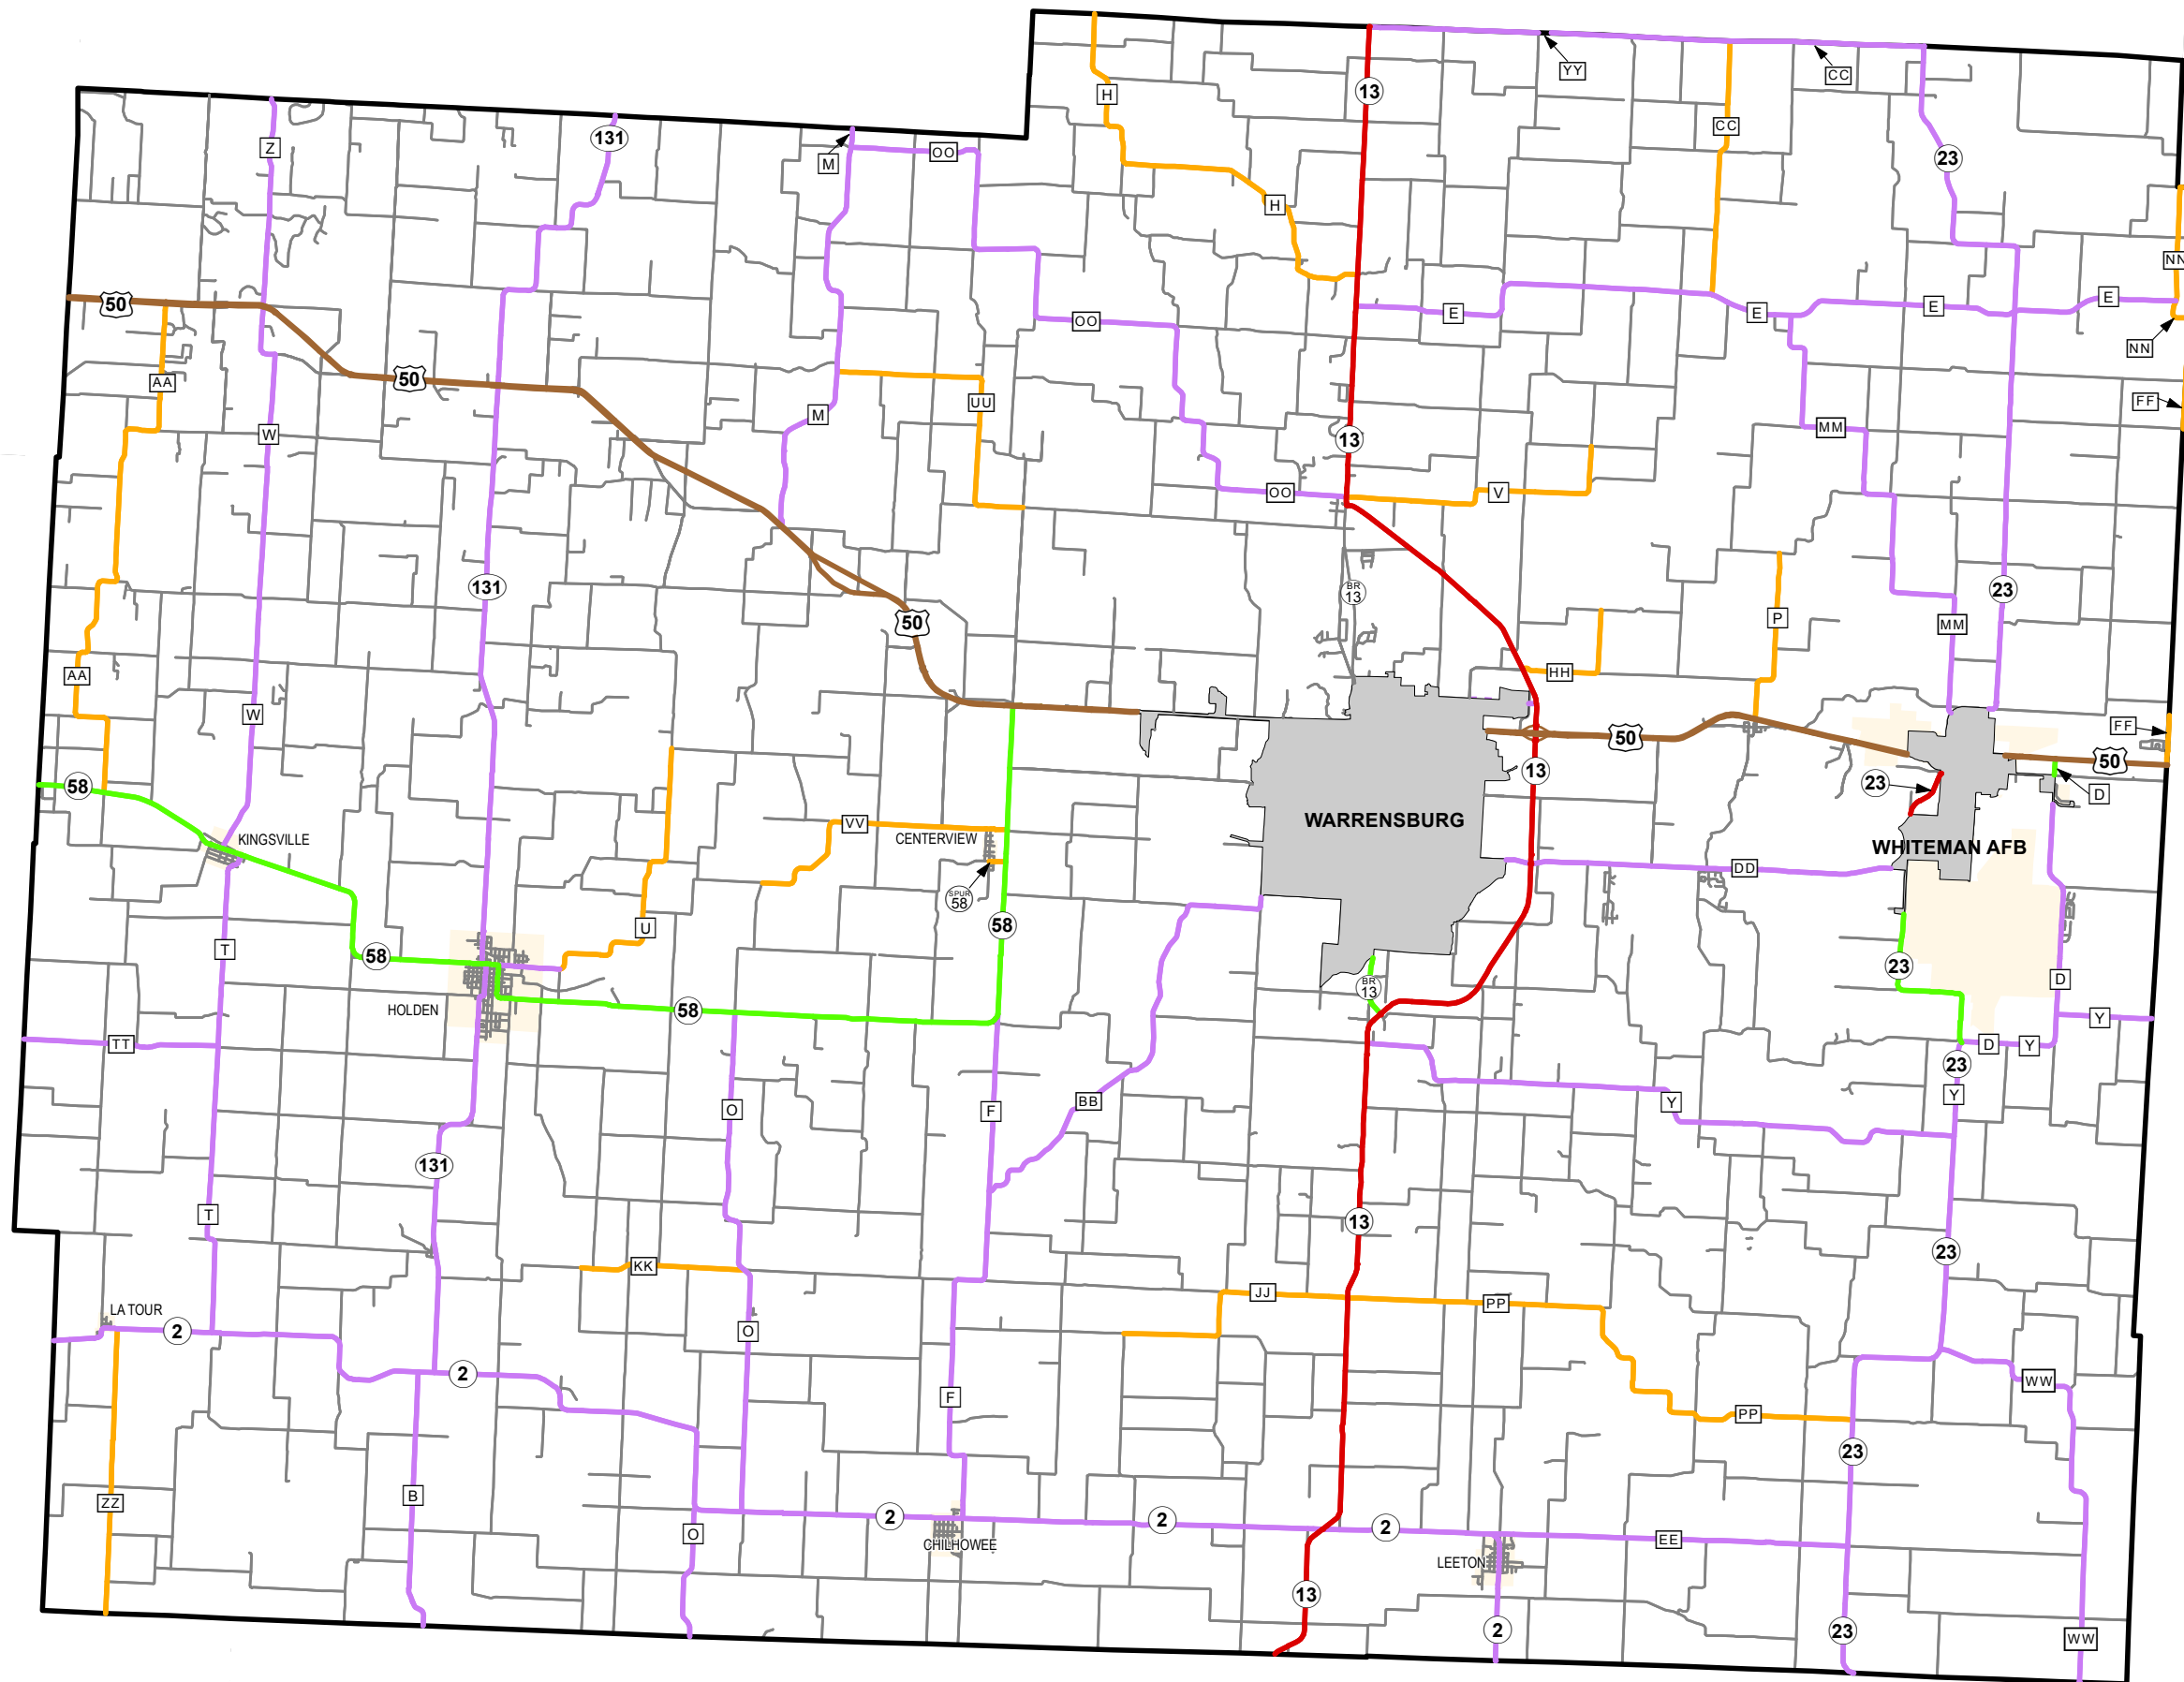 YY
CC
13
H
CC
Z
131
M
OO
23
H
NN
50
E
E
E
E
OO
NN
AA
50
UU
FF
M
MM
W
13
OO
V
131
BR
13
23
50
P
MM
AA
HH
W
FF
50
50
13
58
23
D
WARRENSBURG
VV
KINGSVILLE
CENTERVIEW
WHITEMAN AFB
DD
SPUR
58
58
U
T
58
23
D
BR
13
HOLDEN
58
Y
TT
D
Y
23
Y
BB
Y
O
F
131
T
13
23
KK
JJ
PP
LA TOUR
2
O
2
WW
F
PP
23
B
ZZ
2
2
2
O
EE
CHILHOWEE
LEETON
13
2
23
WW